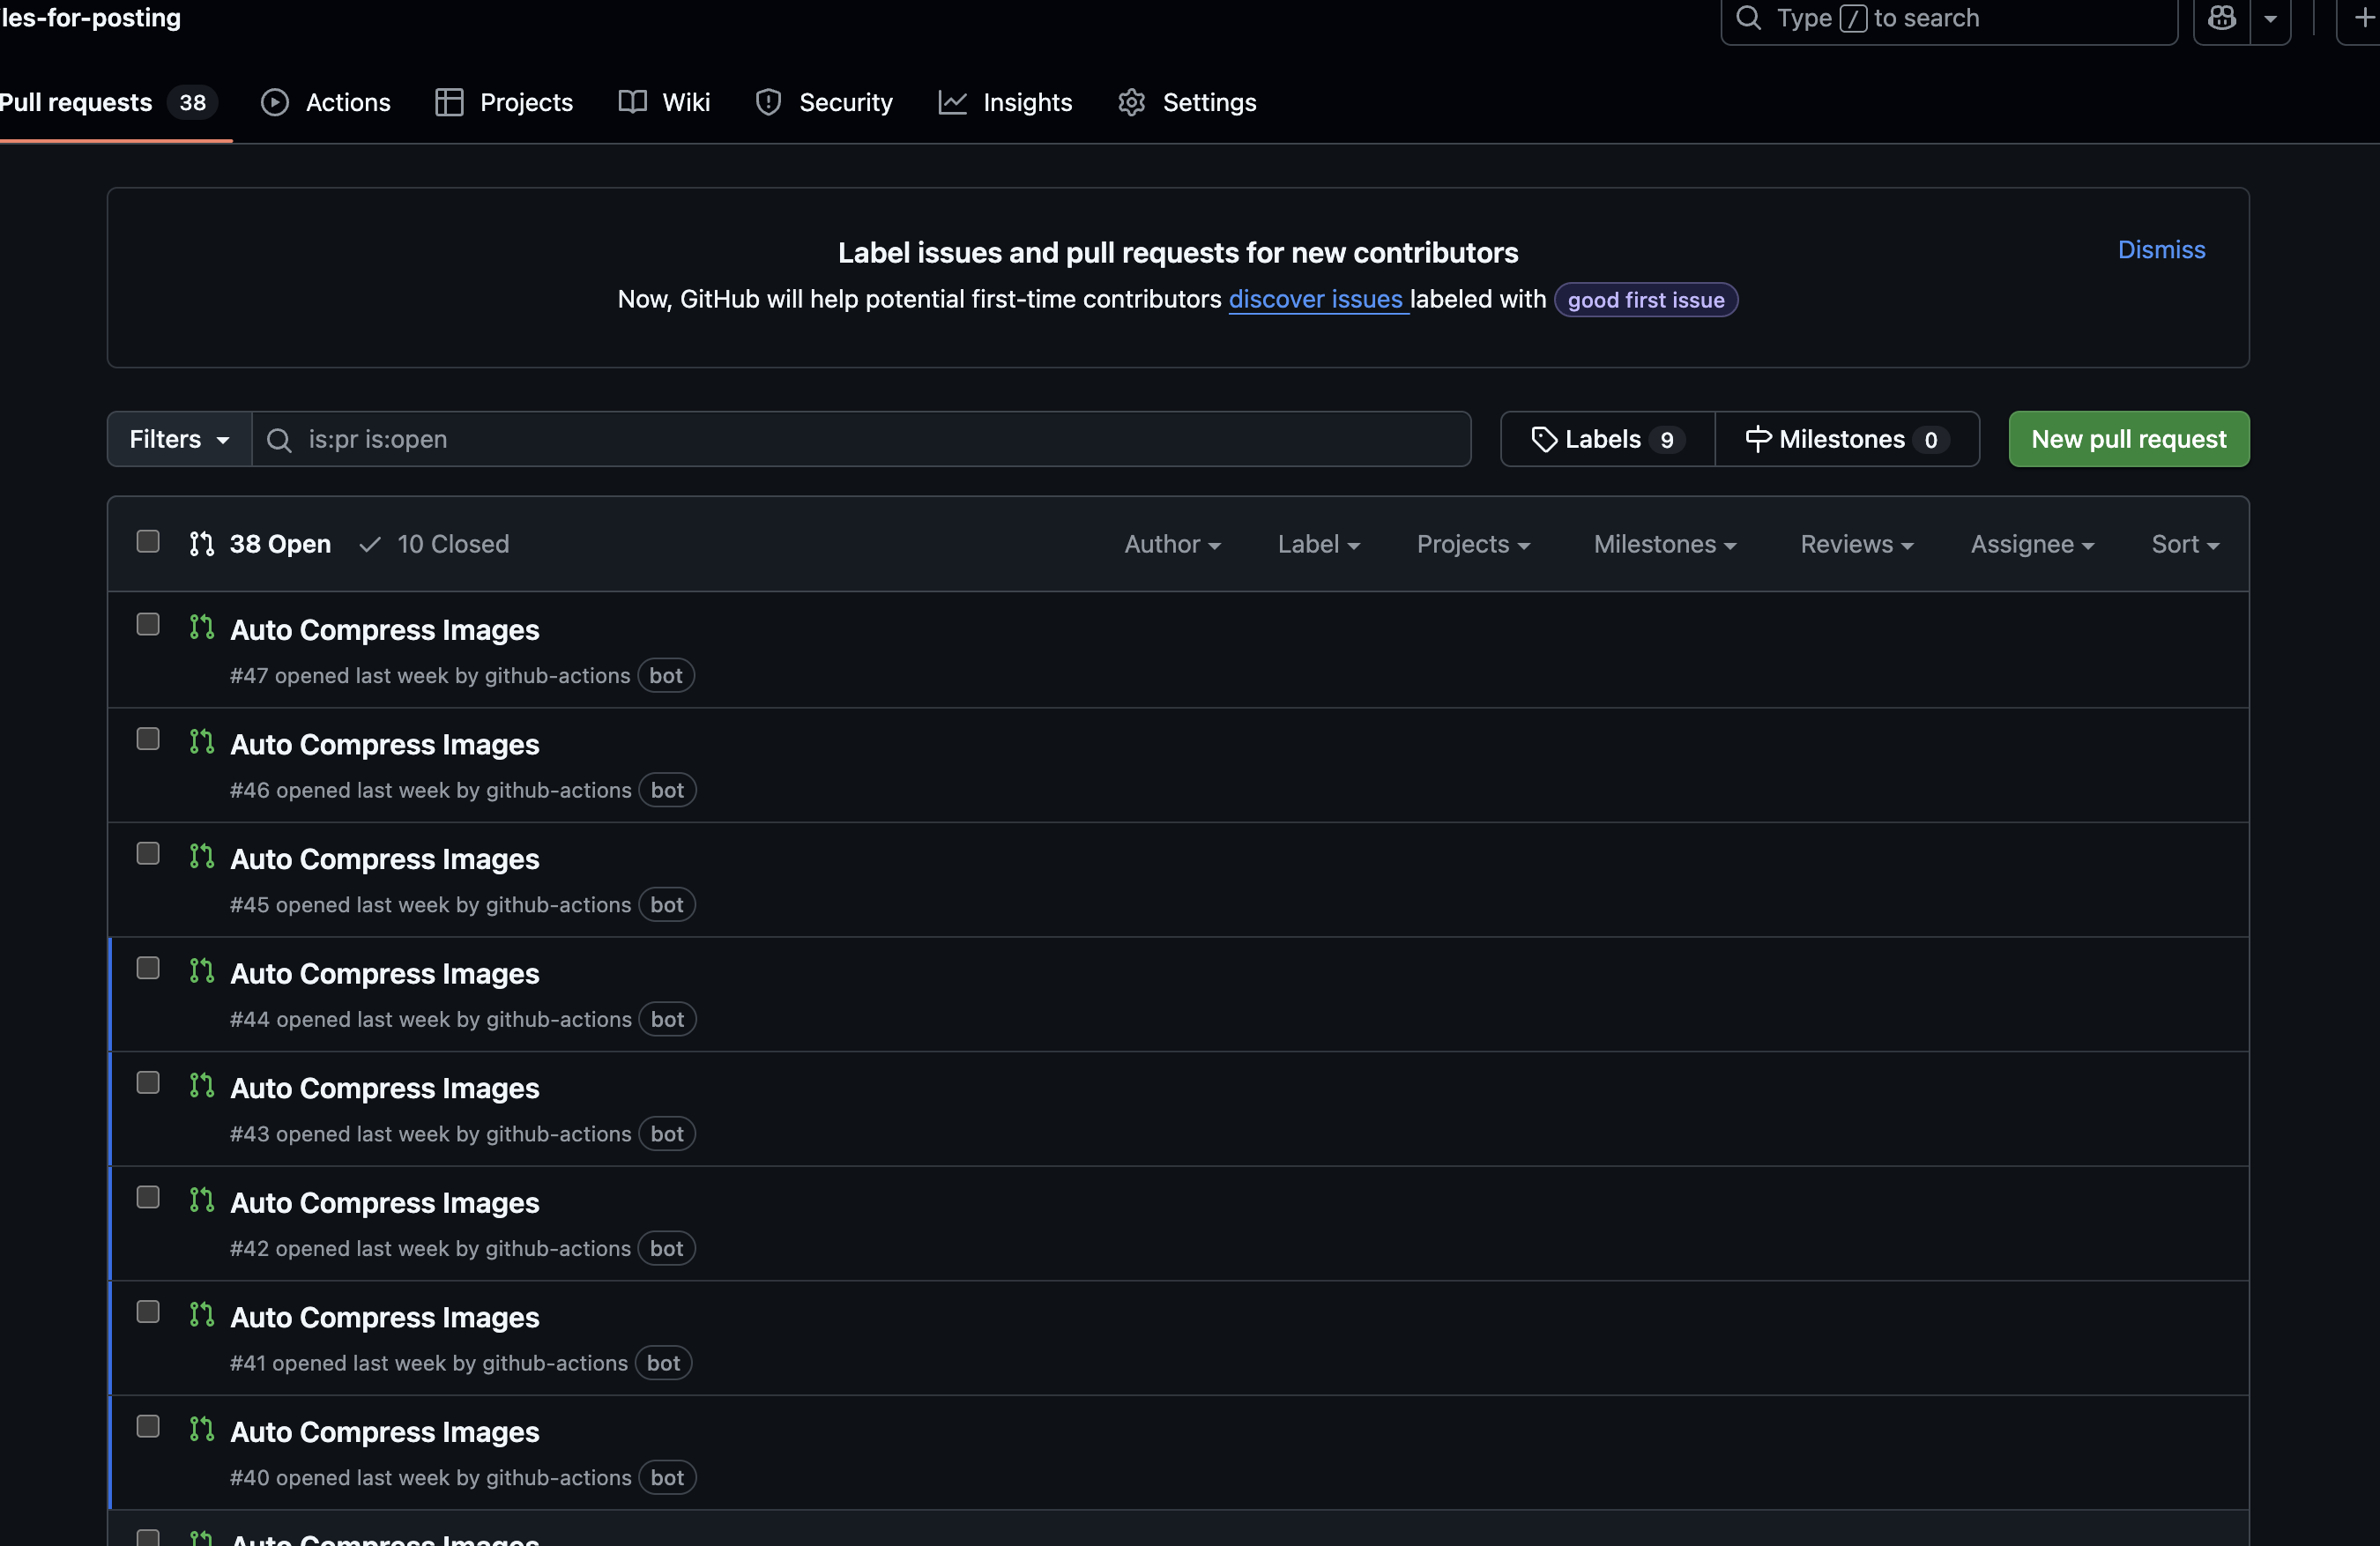 les-for-posting
Type / to search
Pull requests 38 Actions Projects Wiki Security Insights Settings
Label issues and pull requests for new contributors
Dismiss
Now, GitHub will help potential first-time contributors discover issues labeled with good first issue
Filters is:pr is:open Labels 9 Milestones 0 New pull request
38 Open 10 Closed Author Label Projects Milestones Reviews Assignee Sort
Auto Compress Images
#47 opened last week by github-actions bot
Auto Compress Images
#46 opened last week by github-actions bot
Auto Compress Images
#45 opened last week by github-actions bot
Auto Compress Images
#44 opened last week by github-actions bot
Auto Compress Images
#43 opened last week by github-actions bot
Auto Compress Images
#42 opened last week by github-actions bot
Auto Compress Images
#41 opened last week by github-actions bot
Auto Compress Images
#40 opened last week by github-actions bot
Auto Compress Images